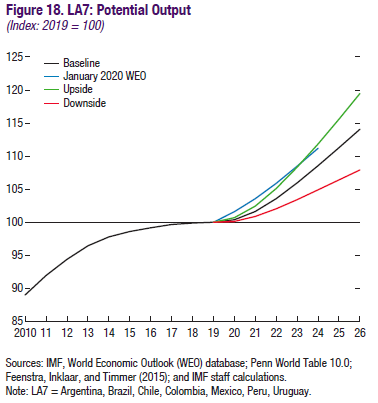 Figure 18. LA7: Potential Output
(Index: 2019 = 100)
125
Baseline
January 2020 WEO
Upside
Downside
120
115
110
105
100
95
90
85
2010 11 12 13 14 15 16 17 18 19 20 21 22 23 24 25 26
Sources: IMF, World Economic Outlook (WEO) database; Penn World Table 10.0;
Feenstra, Inklaar, and Timmer (2015); and IMF staff calculations.
Note: LA7 = Argentina, Brazil, Chile, Colombia, Mexico, Peru, Uruguay.